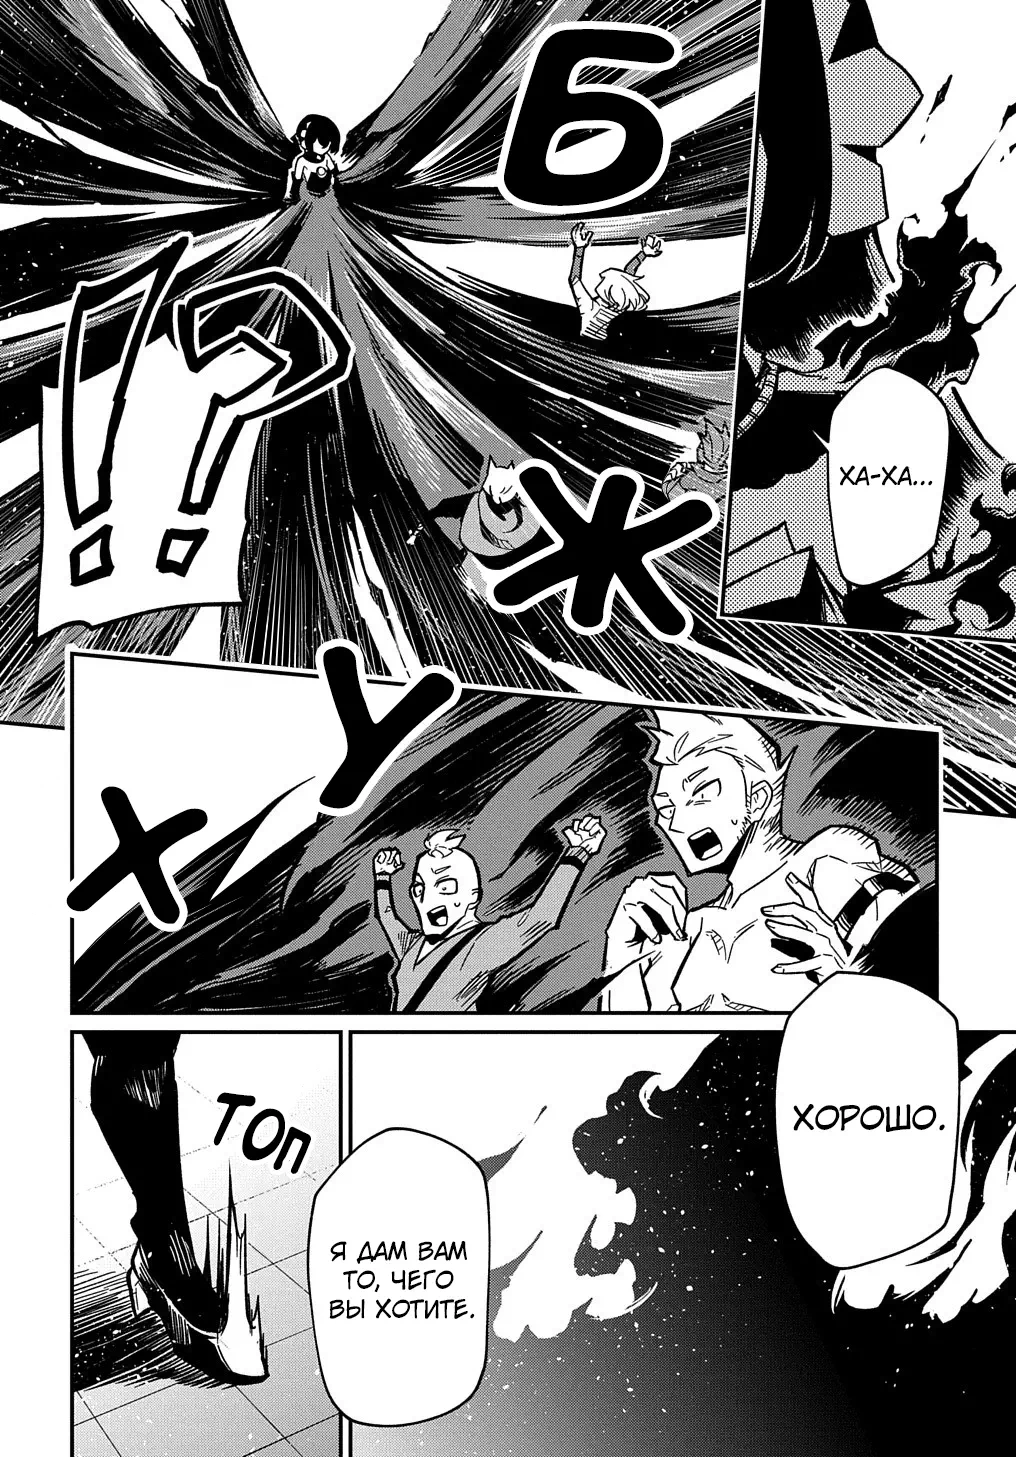 ХА-ХА...
Б
Ж
У
Х
!?
ХОРОШО.
Я ДАМ ВАМ
ТО, ЧЕГО
ВЫ ХОТИТЕ.
ТОП